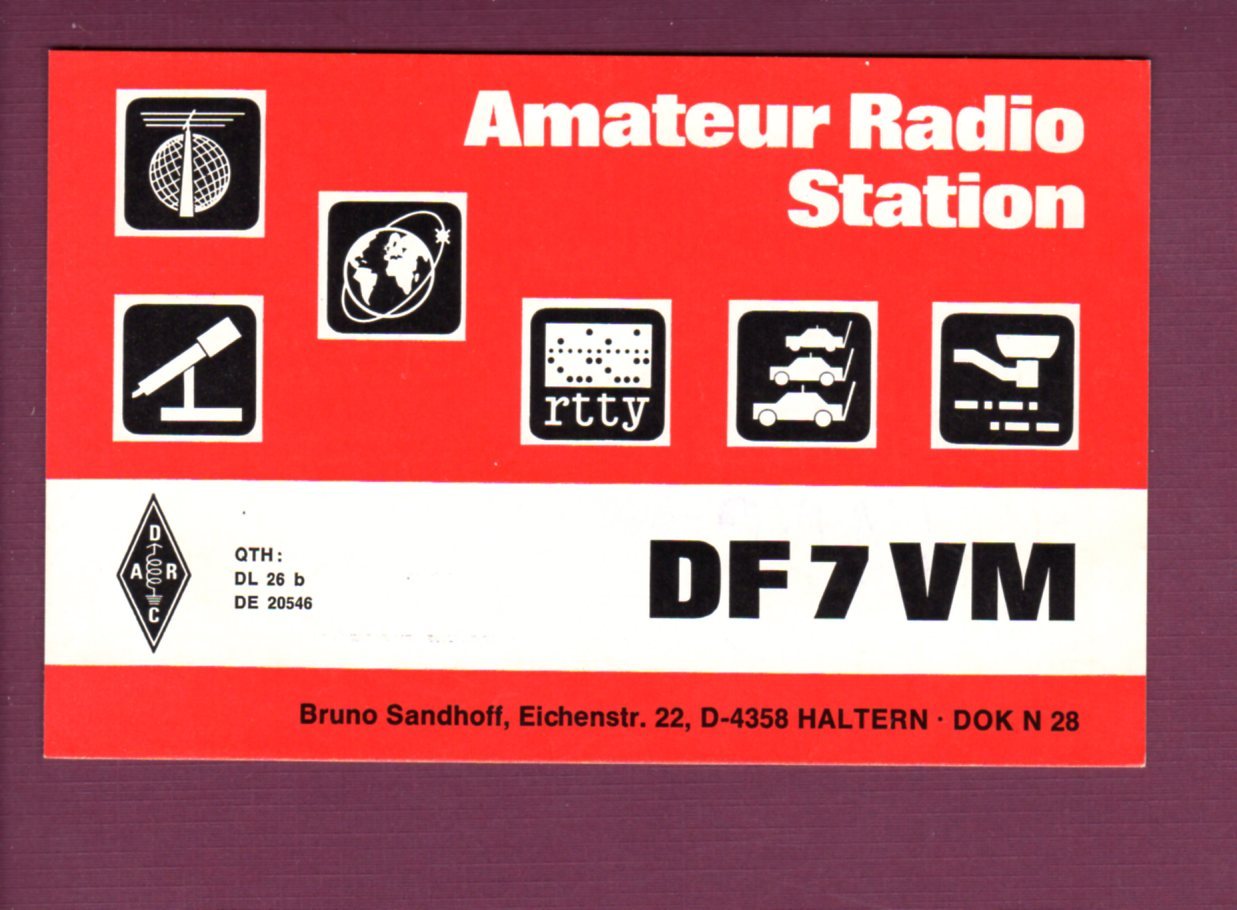 Amateur Radio
Station
rtty
D
A R
C
QTH:
DL 26 b
DE 20546
DF 7 VM
Bruno Sandhoff, Eichenstr. 22, D-4358 HALTERN · DOK N 28